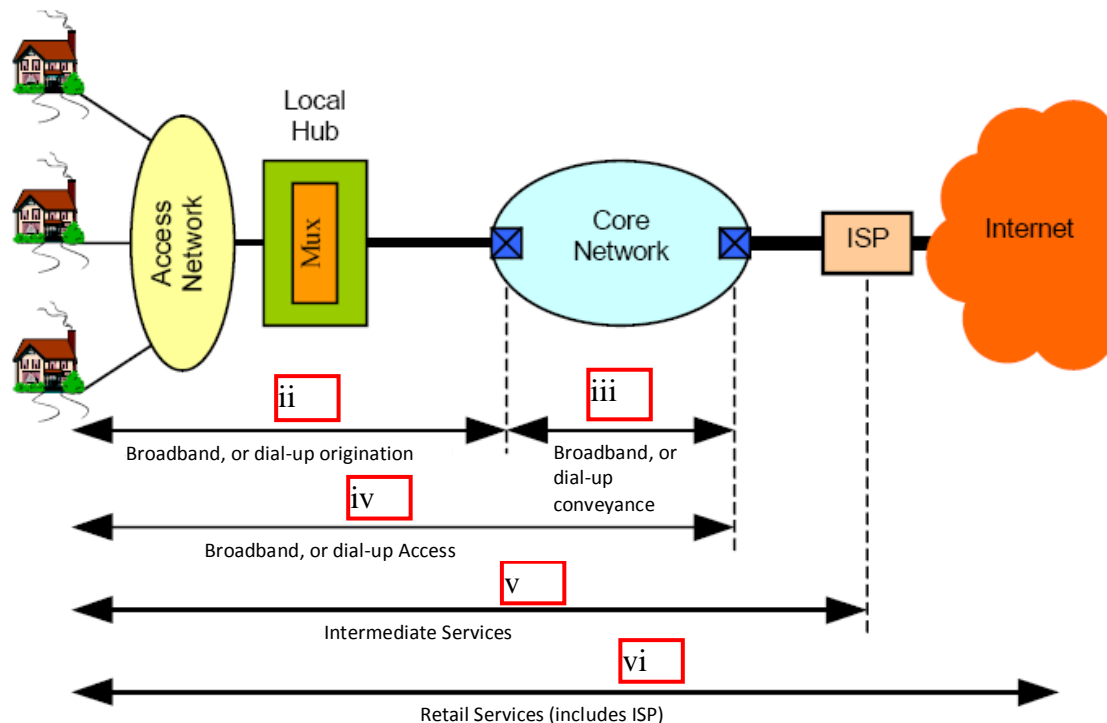 Local
Hub
Access
Network
Mux
Core
Network
ISP
Internet
ii
iii
Broadband, or dial-up origination
Broadband, or
dial-up
conveyance
iv
Broadband, or dial-up Access
v
Intermediate Services
vi
Retail Services (includes ISP)